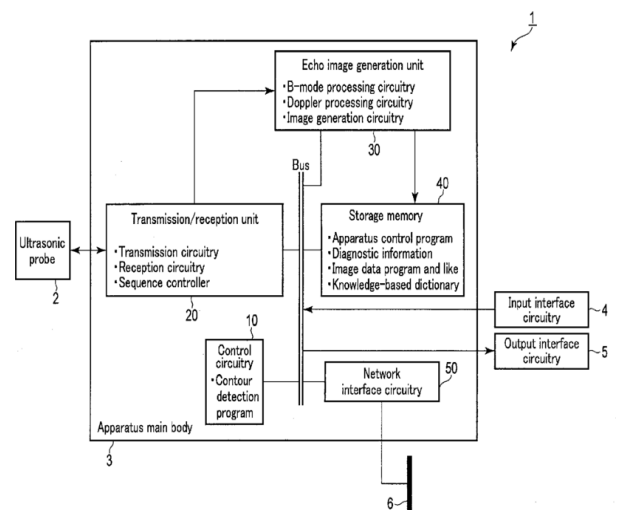 1
Echo image generation unit
・B-mode processing circuitry
・Doppler processing circuitry
・Image generation circuitry
30
Bus
40
Transmission/reception unit
・Transmission circuitry
・Reception circuitry
・Sequence controller
20
Storage memory
・Apparatus control program
・Diagnostic information
・Image data program and like
・Knowledge-based dictionary
Ultrasonic
probe
2
Input interface
circuitry
4
Output interface
circuitry
5
10
Control
circuitry
・Contour
detection
program
Network
interface circuitry
50
Apparatus main body
3
6